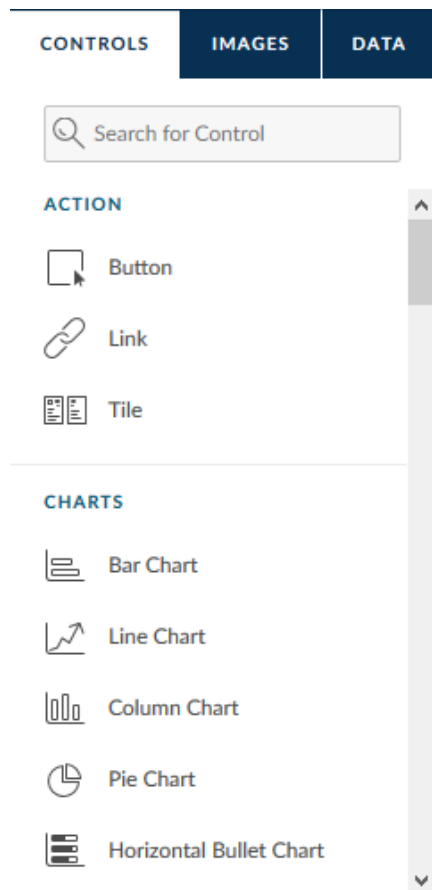 CONTROLS IMAGES DATA
Search for Control
ACTION
Button
Link
Tile
CHARTS
Bar Chart
Line Chart
Column Chart
Pie Chart
Horizontal Bullet Chart